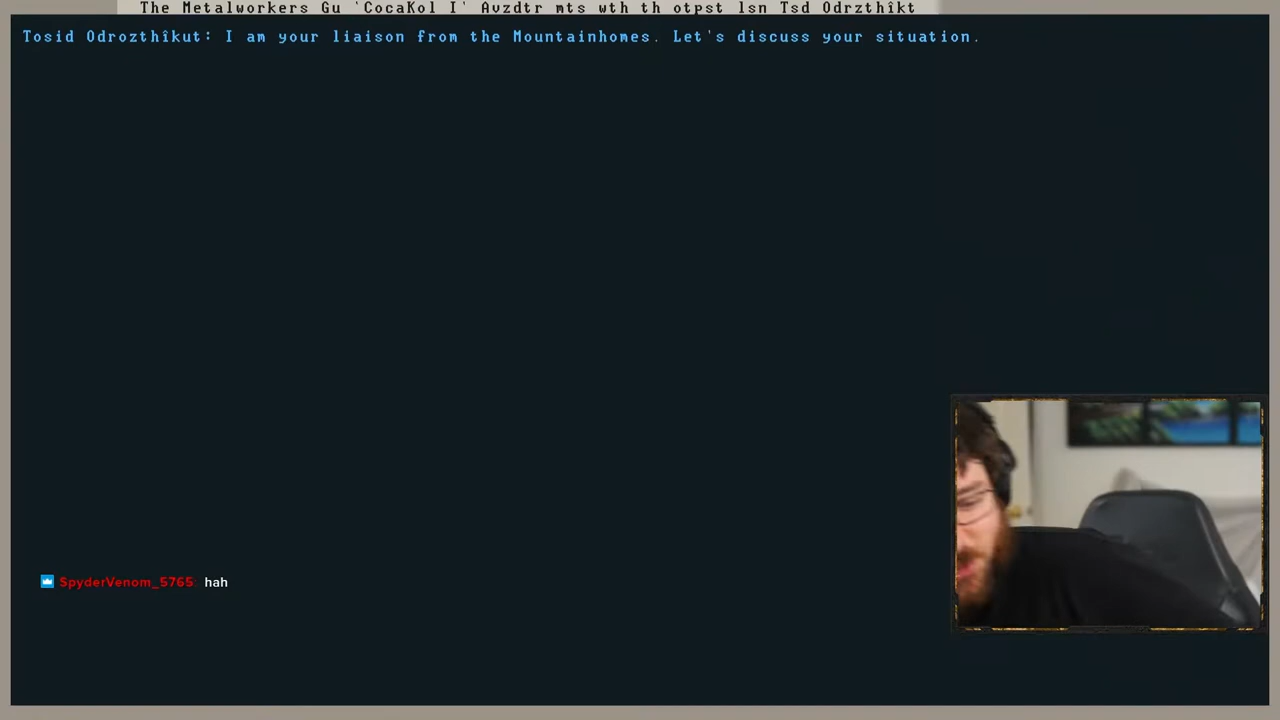 The Metalworkers Gu `CocaKol I' Avzdtr mts wth th otpst lsn Tsd Odrzthîkt
Tosid Odrozthîkut: I am your liaison from the Mountainhomes. Let's discuss your situation.
SpyderVenom_5765 hah